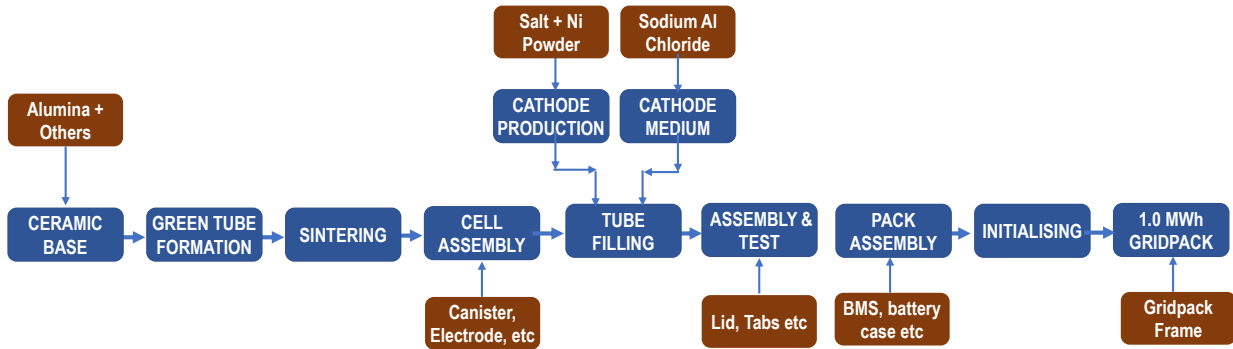 Salt + Ni
Powder
Sodium Al
Chloride
Alumina +
Others
CATHODE
PRODUCTION
CATHODE
MEDIUM
CERAMIC
BASE
GREEN TUBE
FORMATION
SINTERING
CELL
ASSEMBLY
TUBE
FILLING
ASSEMBLY &
TEST
PACK
ASSEMBLY
INITIALISING
1.0 MWh
GRIDPACK
Canister,
Electrode, etc
Lid, Tabs etc
BMS, battery
case etc
Gridpack
Frame